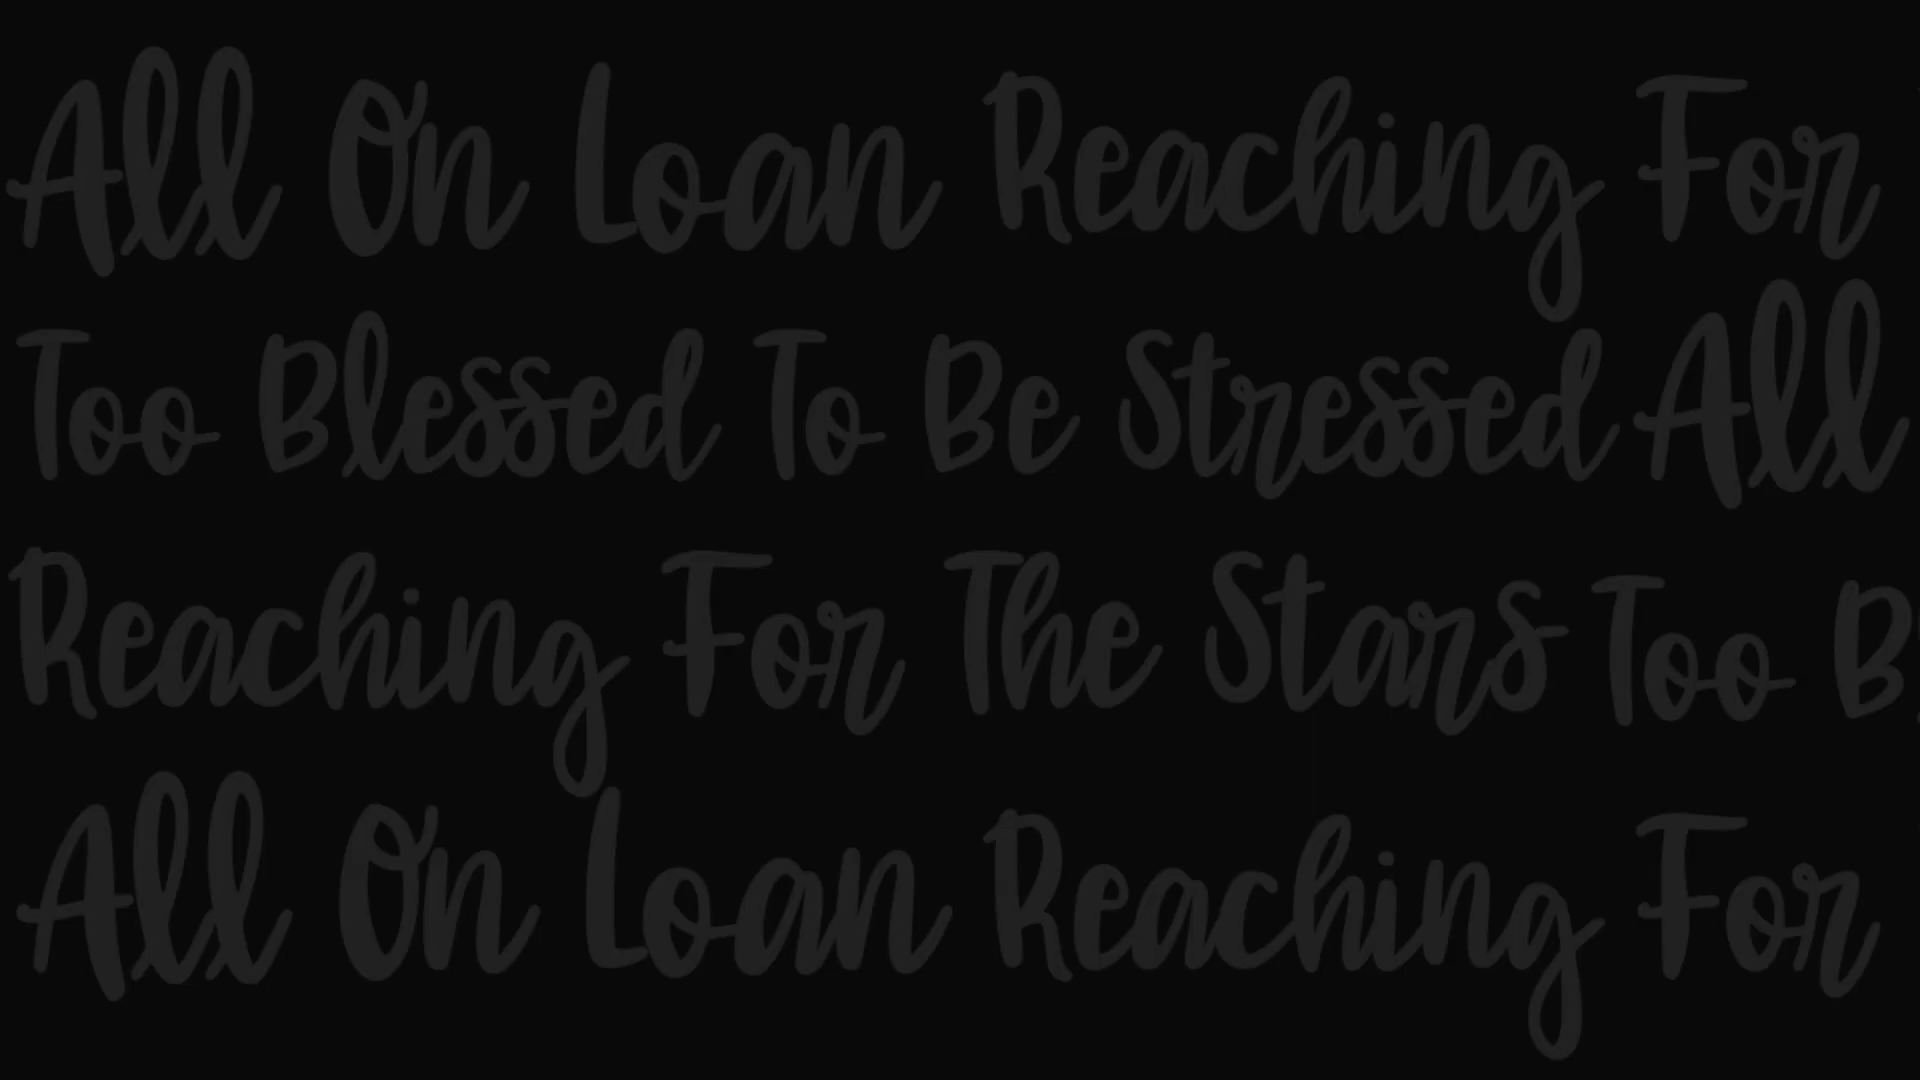 All On Loan Reaching For
Too Blessed To Be Stressed All
Reaching For The Stars Too B
All On Loan Reaching For